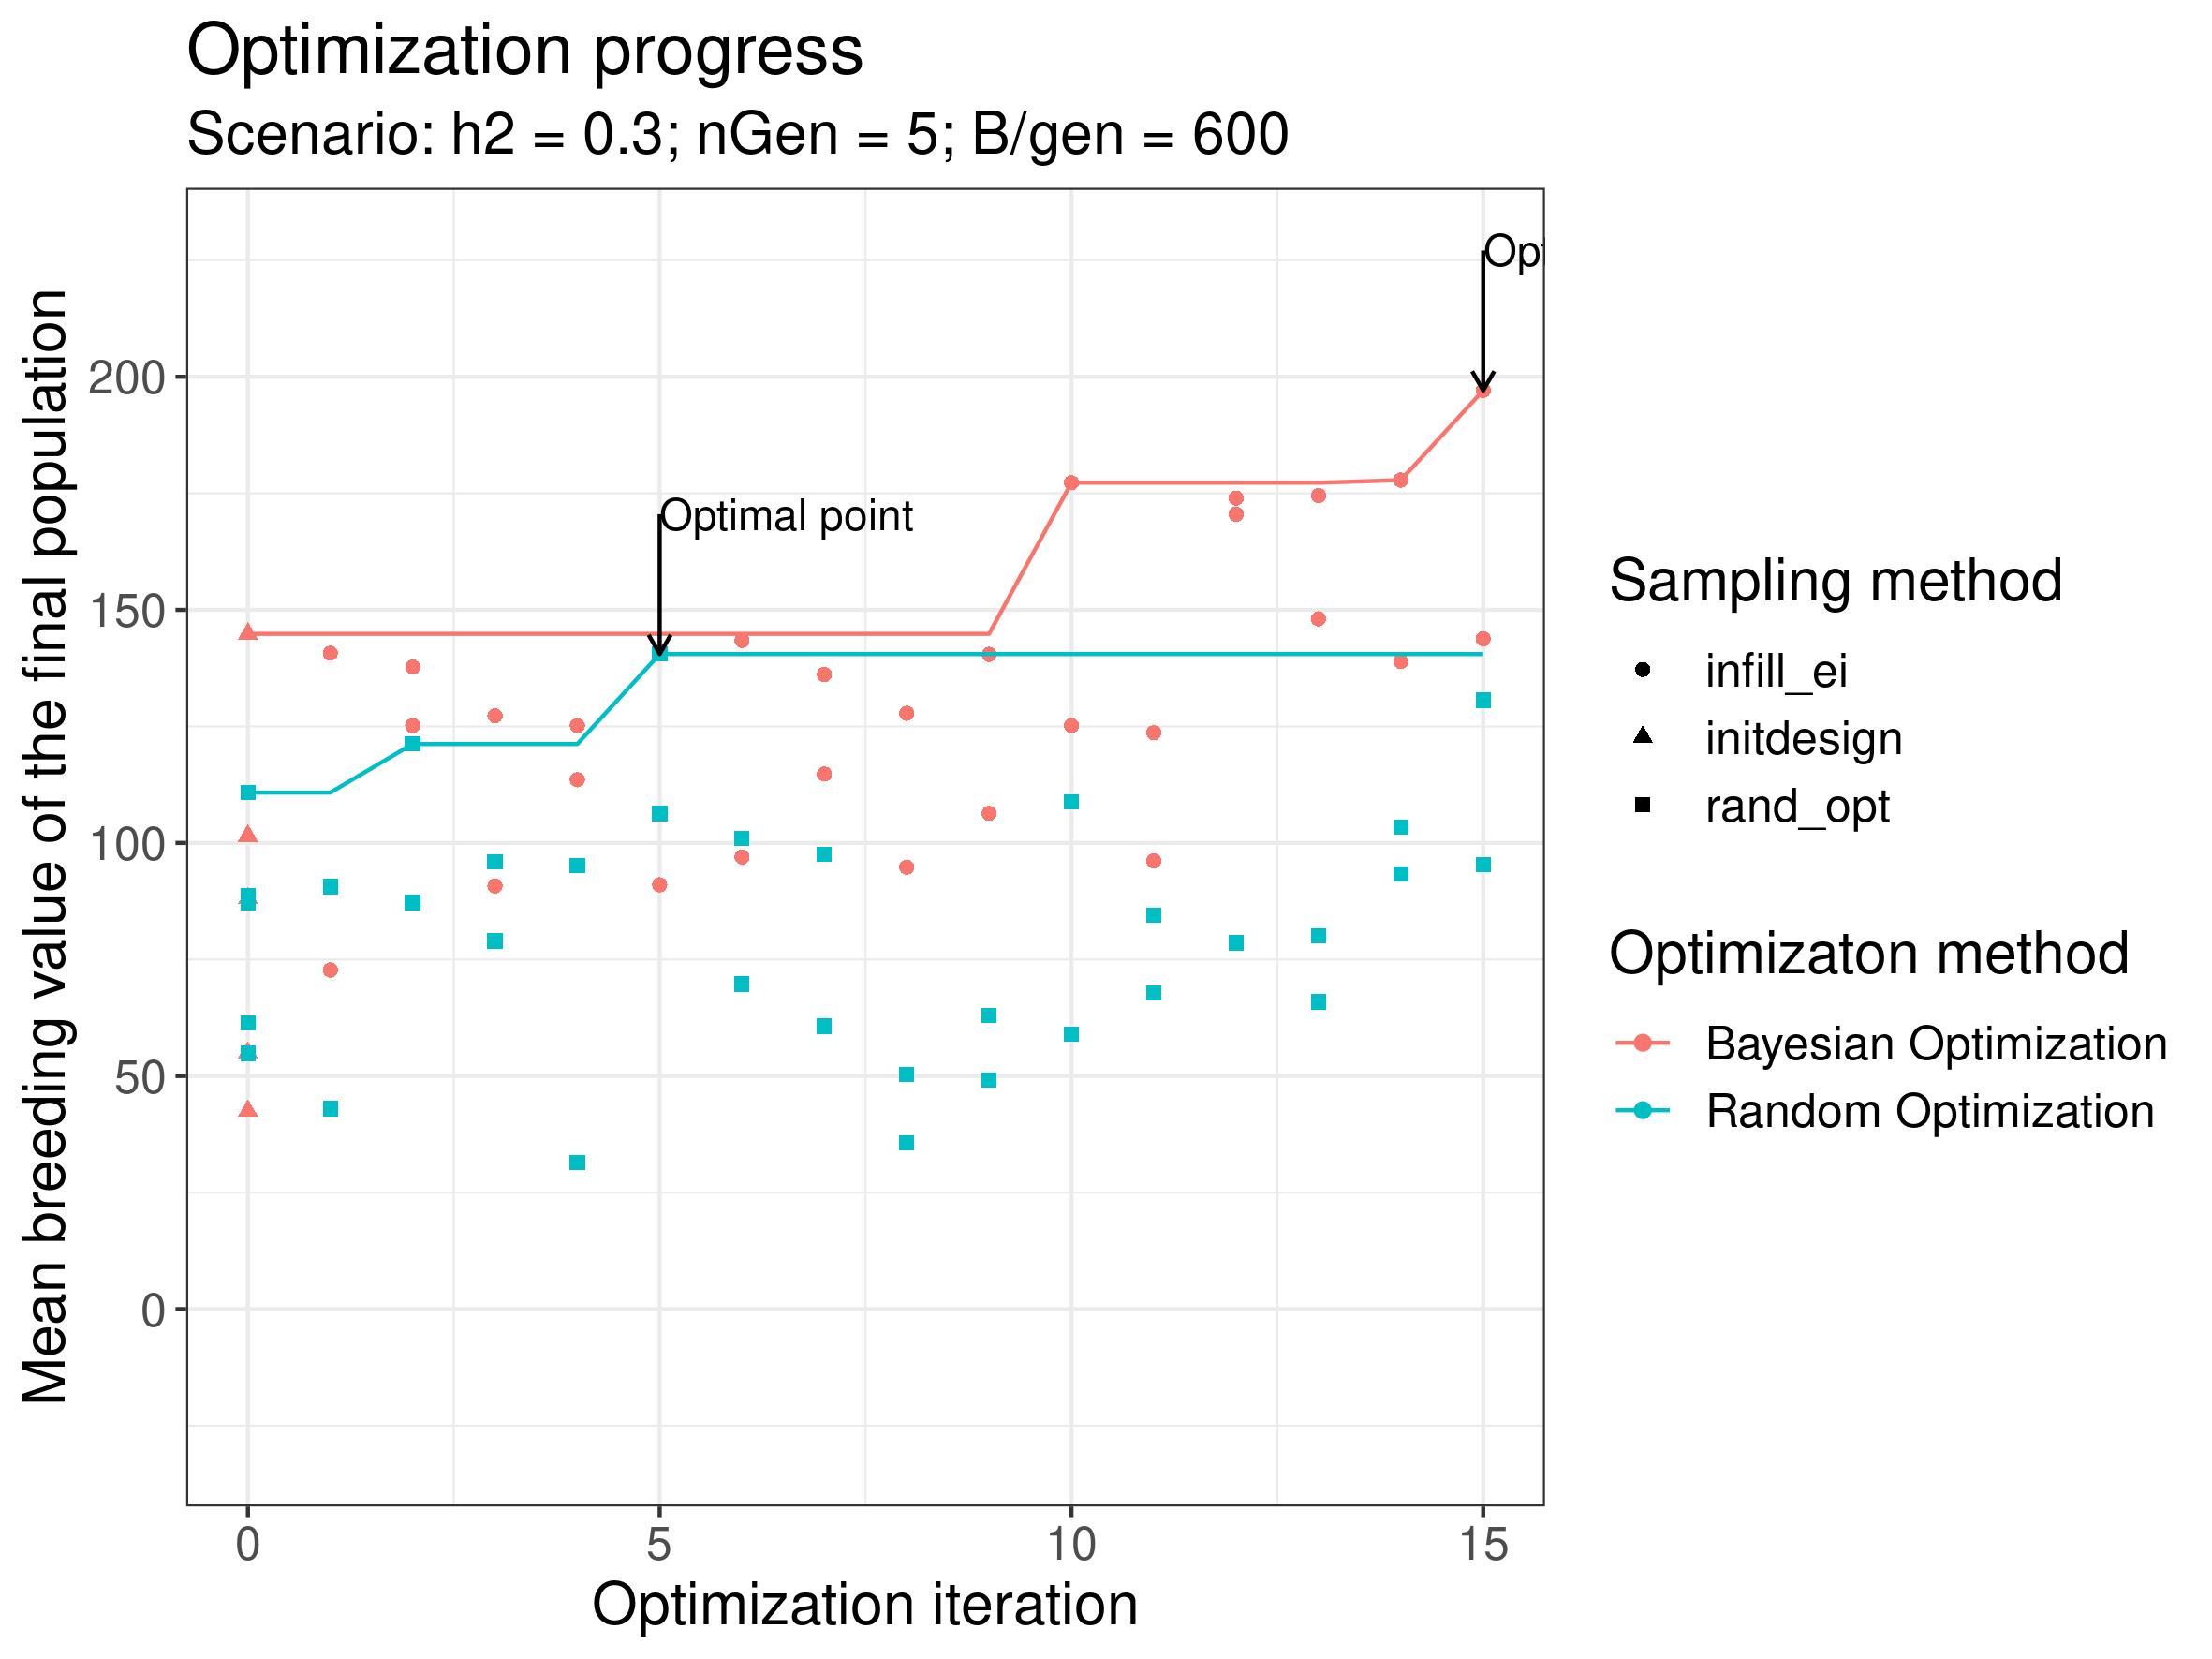 Optimization progress
Scenario: h2 = 0.3; nGen = 5; B/gen = 600
Mean breeding value of the final population
200
150
100
50
0
Opt
Optimal point
0
5
10
15
Optimization iteration
Sampling method
infill_ei
initdesign
rand_opt
Optimizaton method
Bayesian Optimization
Random Optimization